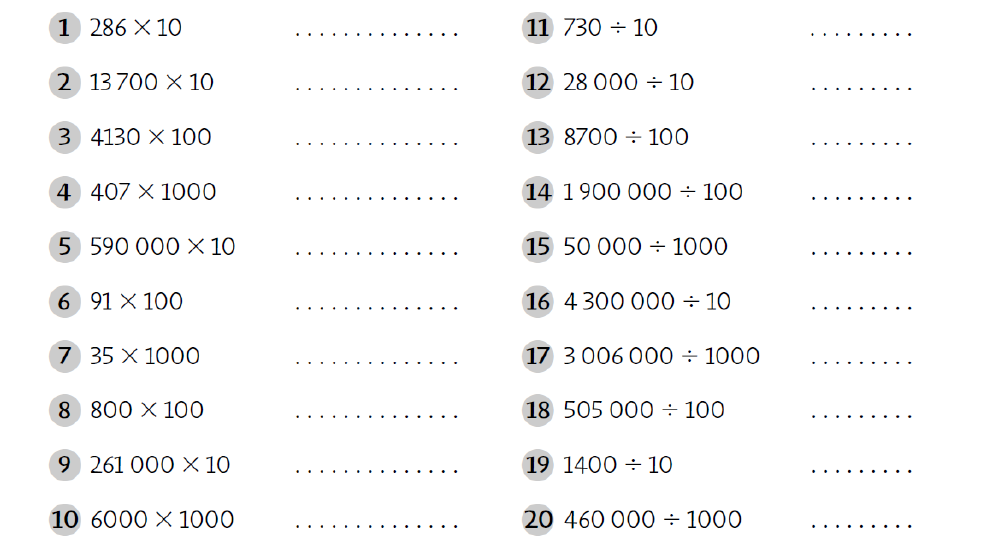 1 286 × 10 ..............
2 13 700 × 10 ..............
3 4130 × 100 ..............
4 407 × 1000 ..............
5 590 000 × 10 ..............
6 91 × 100 ..............
7 35 × 1000 ..............
8 800 × 100 ..............
9 261 000 × 10 ..............
10 6000 × 1000 ..............
11 730 ÷ 10 .........
12 28 000 ÷ 10 .........
13 8700 ÷ 100 .........
14 1 900 000 ÷ 100 .........
15 50 000 ÷ 1000 .........
16 4 300 000 ÷ 10 .........
17 3 006 000 ÷ 1000 .........
18 505 000 ÷ 100 .........
19 1400 ÷ 10 .........
20 460 000 ÷ 1000 .........